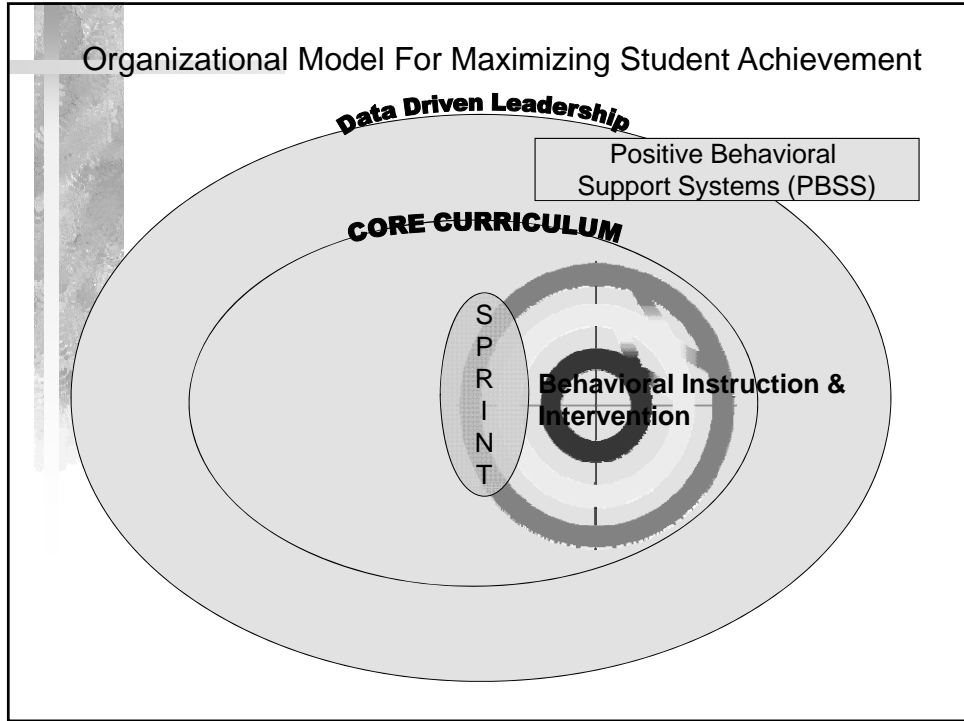 Organizational Model For Maximizing Student Achievement
Data Driven Leadership
Positive Behavioral
Support Systems (PBSS)
CORE CURRICULUM
S
P
R
I
N
T
Behavioral Instruction &
Intervention